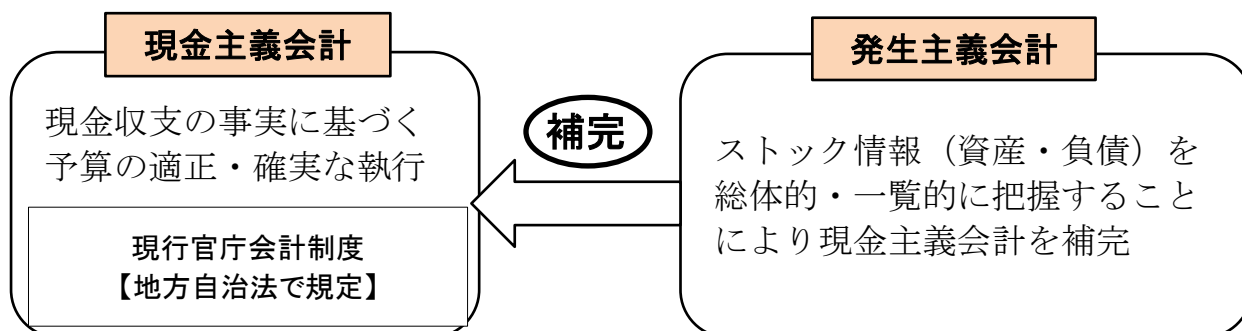 現金主義会計
現金収支の事実に基づく
予算の適正・確実な執行
現行官庁会計制度
【地方自治法で規定】
補完
発生主義会計
ストック情報（資産・負債）を
総体的・一覧的に把握すること
により現金主義会計を補完